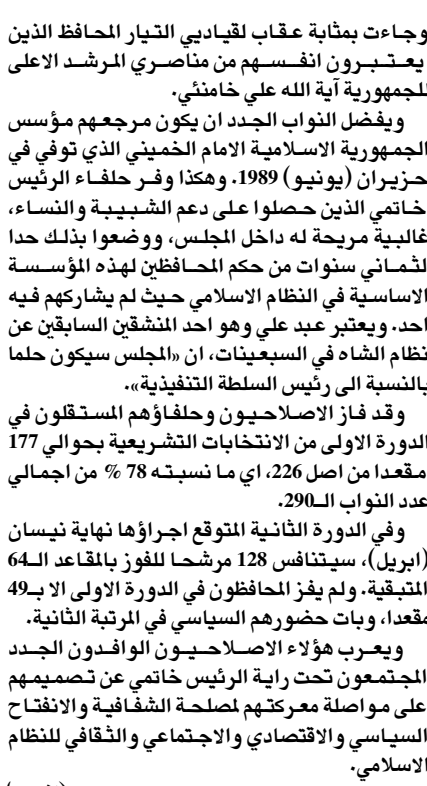 وجاءت بمثابة عقاب لقياديي التيار المحافظ الذين
يعتبرون انفسهم من مناصري المرشد الاعلى
للجمهورية آية الله علي خامنئي.
ويفضل النواب الجدد ان يكون مرجعهم مؤسس
الجمهورية الاسلامية الامام الخميني الذي توفي في
حزيران (يونيو) 1989. وهكذا وفر حلفاء الرئيس
خاتمي الذين حصلوا على دعم الشبيبة والنساء،
غالبية مريحة له داخل المجلس، ووضعوا بذلك حدا
لثماني سنوات من حكم المحافظين لهذه المؤسسة
الاساسية في النظام الاسلامي حيث لم يشاركهم فيه
احد. ويعتبر عبد علي وهو احد المنشقين السابقين عن
نظام الشاه في السبعينات، ان «المجلس سيكون حلما
بالنسبة الى رئيس السلطة التنفيذية».
وقد فاز الاصلاحيون وحلفاؤهم المستقلون في
الدورة الاولى من الانتخابات التشريعية بحوالي 177
مقعدا من اصل 226، اي ما نسبته 78 % من اجمالي
عدد النواب الـ290.
وفي الدورة الثانية المتوقع اجراؤها نهاية نيسان
(ابريل)، سيتنافس 128 مرشحا للفوز بالمقاعد الـ64
المتبقية. ولم يفز المحافظون في الدورة الاولى الا بـ49
مقعدا، وبات حضورهم السياسي في المرتبة الثانية.
ويعرب هؤلاء الاصلاحيون الوافدون الجدد
المجتمعون تحت راية الرئيس خاتمي عن تصميمهم
على مواصلة معركتهم لمصلحة الشفافية والانفتاح
السياسي والاقتصادي والاجتماعي والثقافي للنظام
الاسلامي.